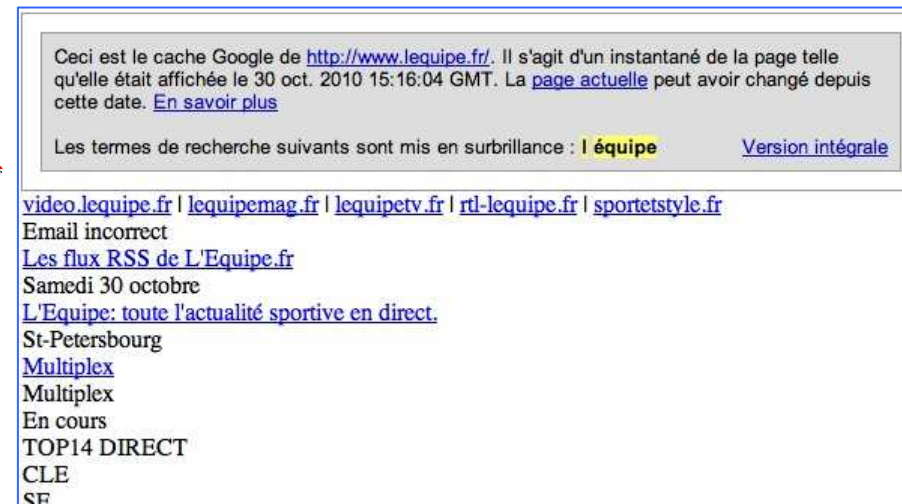 Ceci est le cache Google de http://www.lequipe.fr/. Il s'agit d'un instantané de la page telle
qu'elle était affichée le 30 oct. 2010 15:16:04 GMT. La page actuelle peut avoir changé depuis
cette date. En savoir plus
Les termes de recherche suivants sont mis en surbrillance : l équipe Version intégrale
video.lequipe.fr | lequipemag.fr | lequipetv.fr | rtl-lequipe.fr | sportetstyle.fr
Email incorrect
Les flux RSS de L'Equipe.fr
Samedi 30 octobre
L'Equipe: toute l'actualité sportive en direct.
St-Petersbourg
Multiplex
Multiplex
En cours
TOP14 DIRECT
CLE
SE